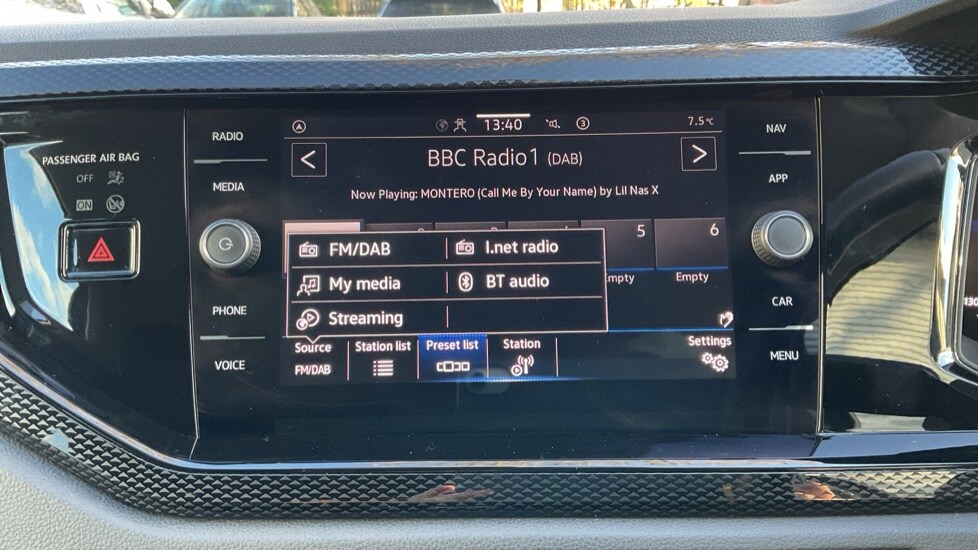 RADIO
MEDIA
PHONE
VOICE
PASSENGER AIR BAG
OFF
ON
13:40
3
7.5°C
<
BBC Radio1 (DAB)
>
Now Playing: MONTERO (Call Me By Your Name) by Lil Nas X
5
6
Empty
FM/DAB
I.net radio
My media
BT audio
Streaming
Source
FM/DAB
Station list
Preset list
Station
Settings
NAV
APP
CAR
MENU